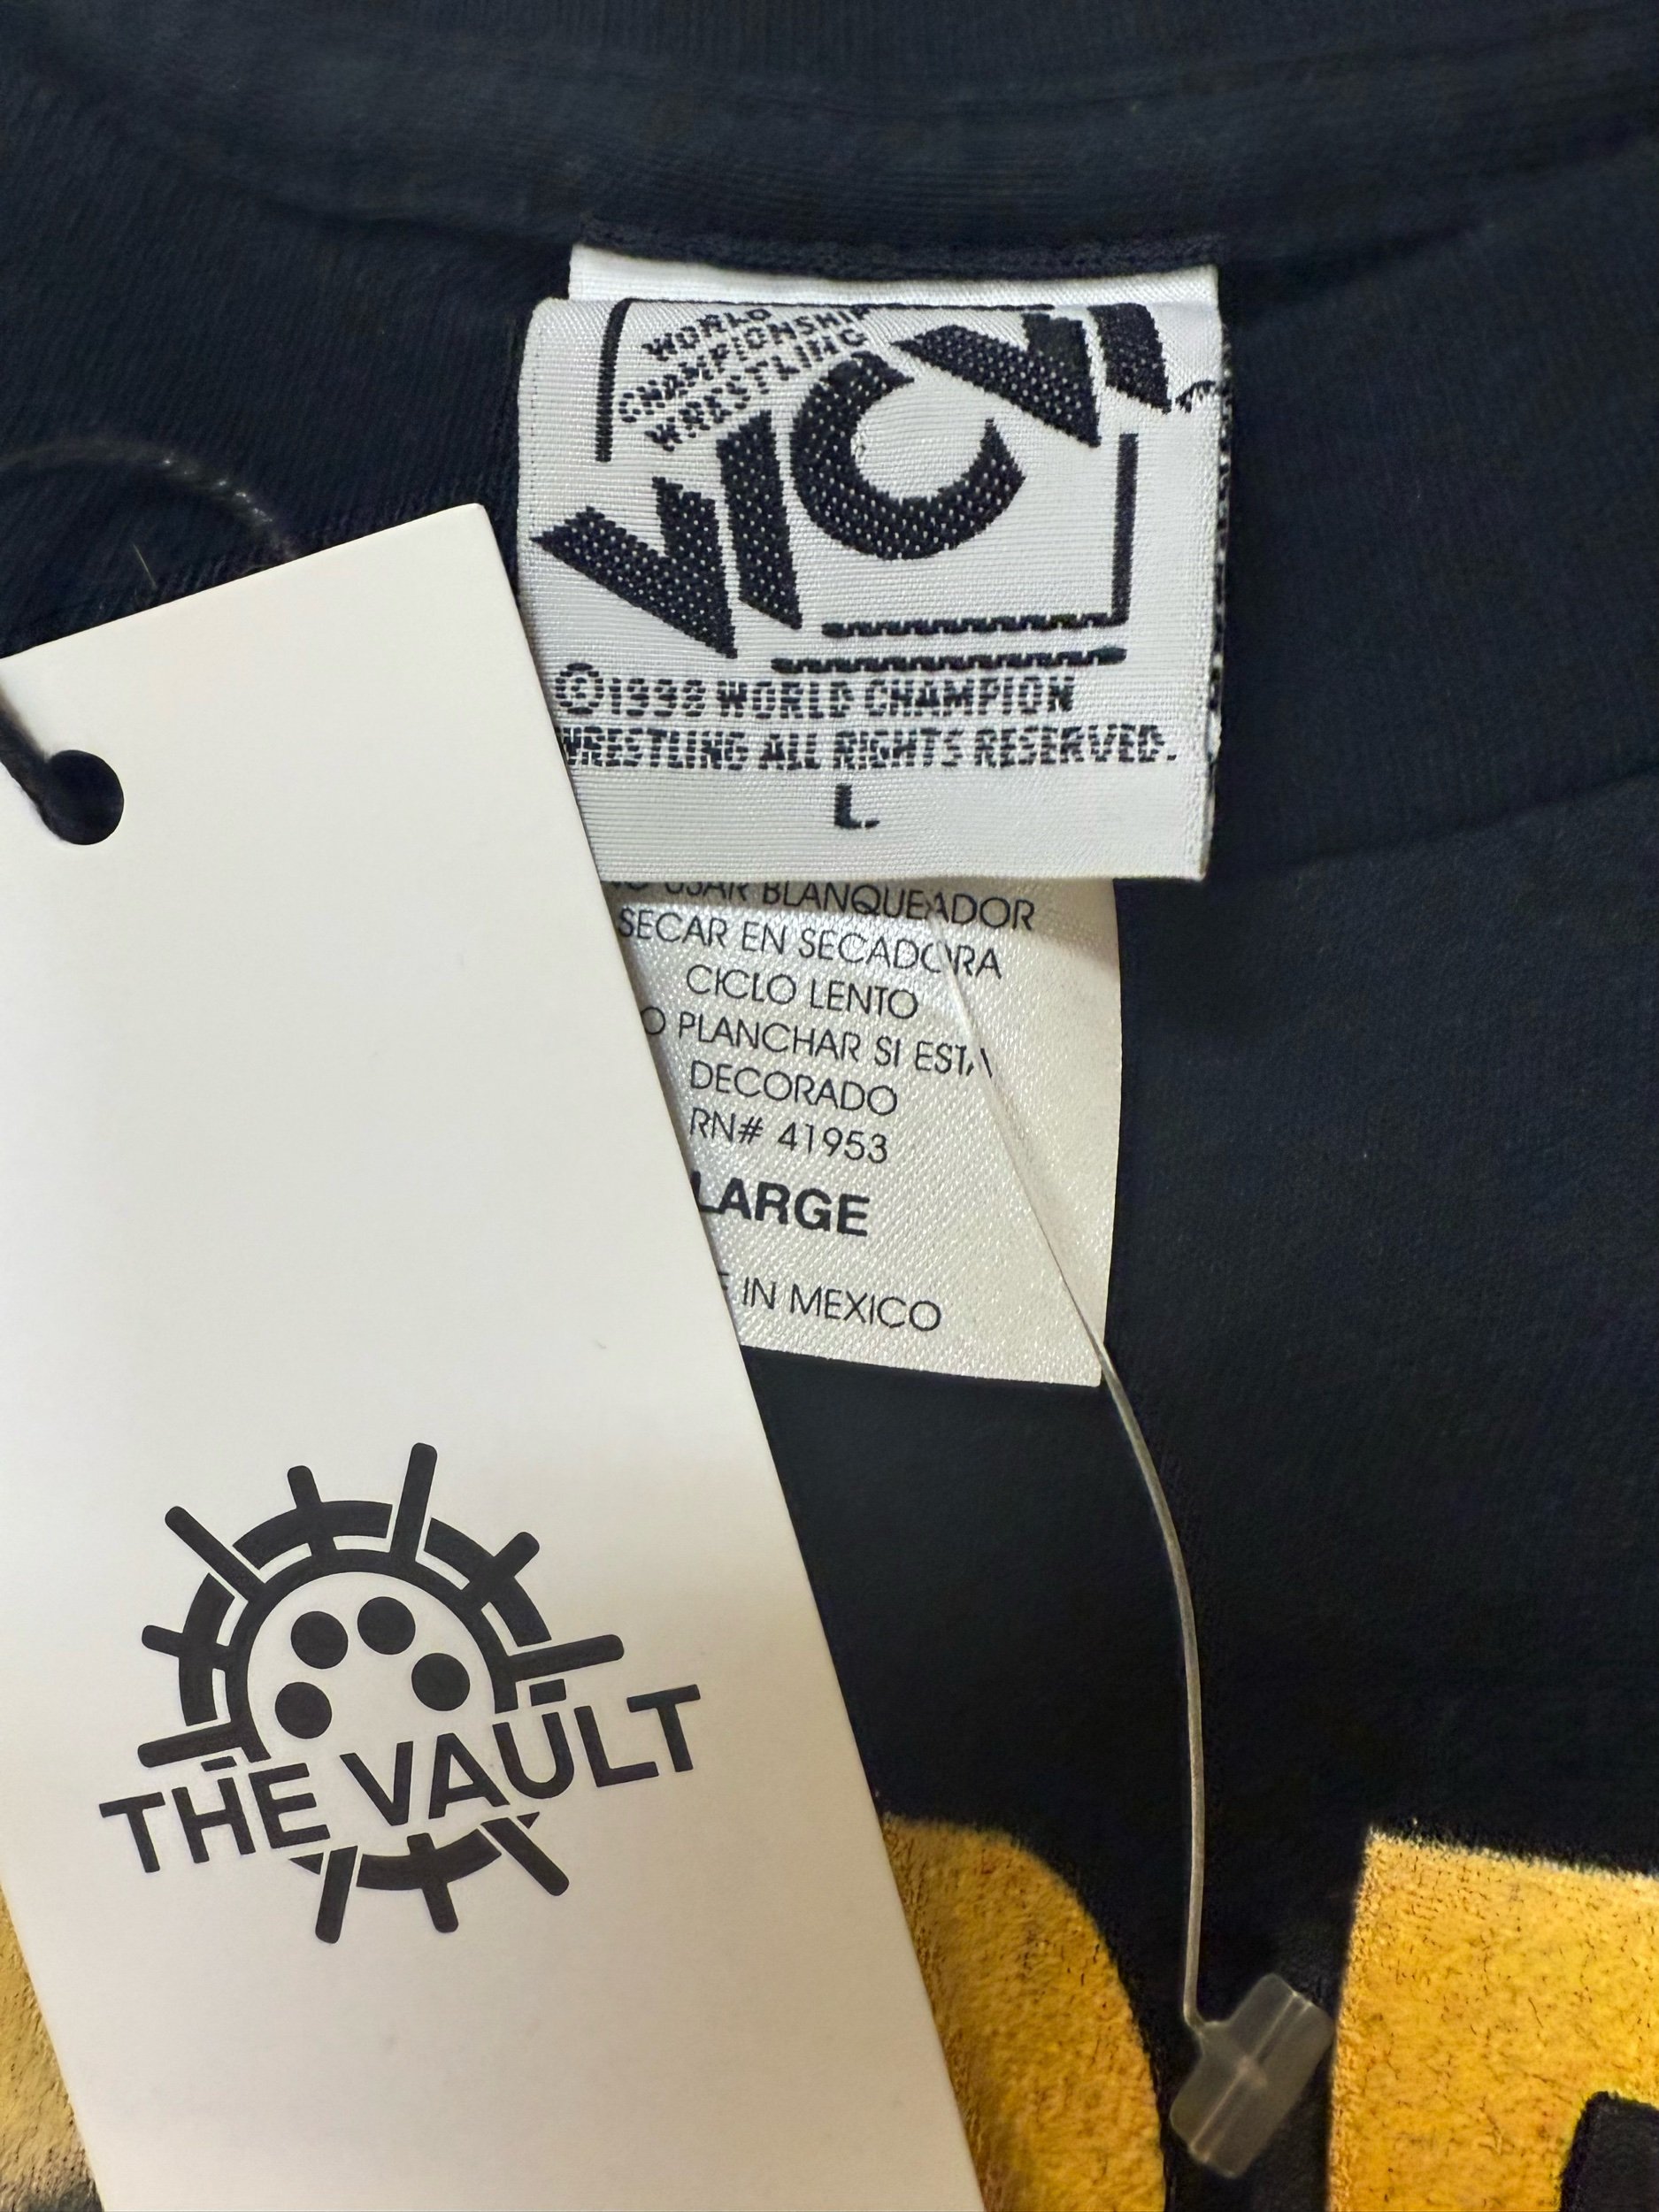 WORLD
CHAMPIONSHIP
WRESTLING
WCW
©1998 WORLD CHAMPION
WRESTLING ALL RIGHTS RESERVED.
L
USAR BLANQUEADOR
SECAR EN SECADORA
CICLO LENTO
PLANCHAR SI ESTA
DECORADO
RN# 41953
LARGE
IN MEXICO
THE VAULT